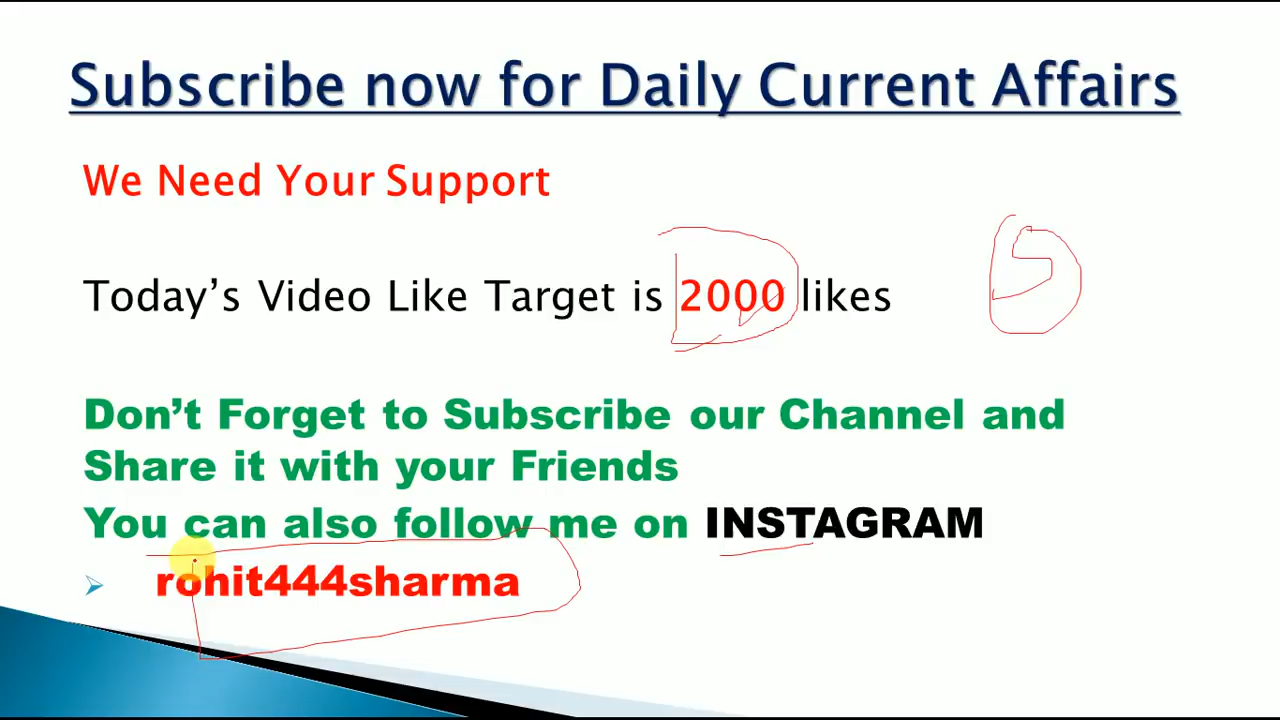 Subscribe now for Daily Current Affairs
We Need Your Support
Today’s Video Like Target is 2000 likes
Don’t Forget to Subscribe our Channel and
Share it with your Friends
You can also follow me on INSTAGRAM
rohit444sharma